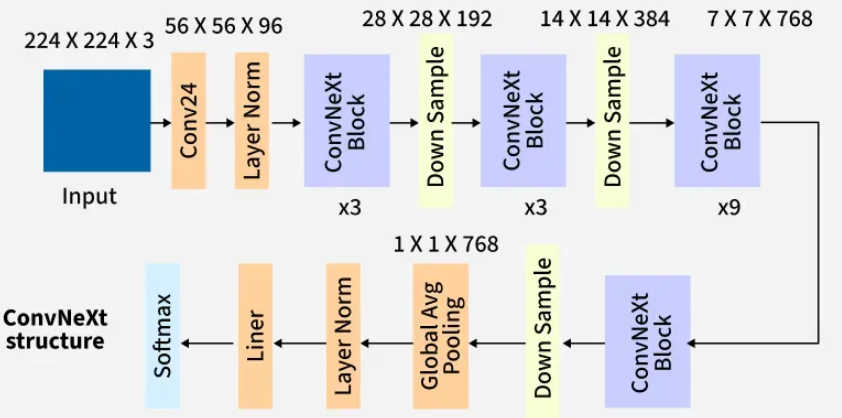 224 X 224 X 3
56 X 56 X 96
28 X 28 X 192
14 X 14 X 384
7 X 7 X 768
Input
Conv24
Layer Norm
ConvNeXt
Block
x3
Down Sample
ConvNeXt
Block
x3
Down Sample
ConvNeXt
Block
x9
ConvNeXt
Block
Down Sample
1 X 1 X 768
Global Avg
Pooling
Layer Norm
Liner
Softmax
ConvNeXt
structure